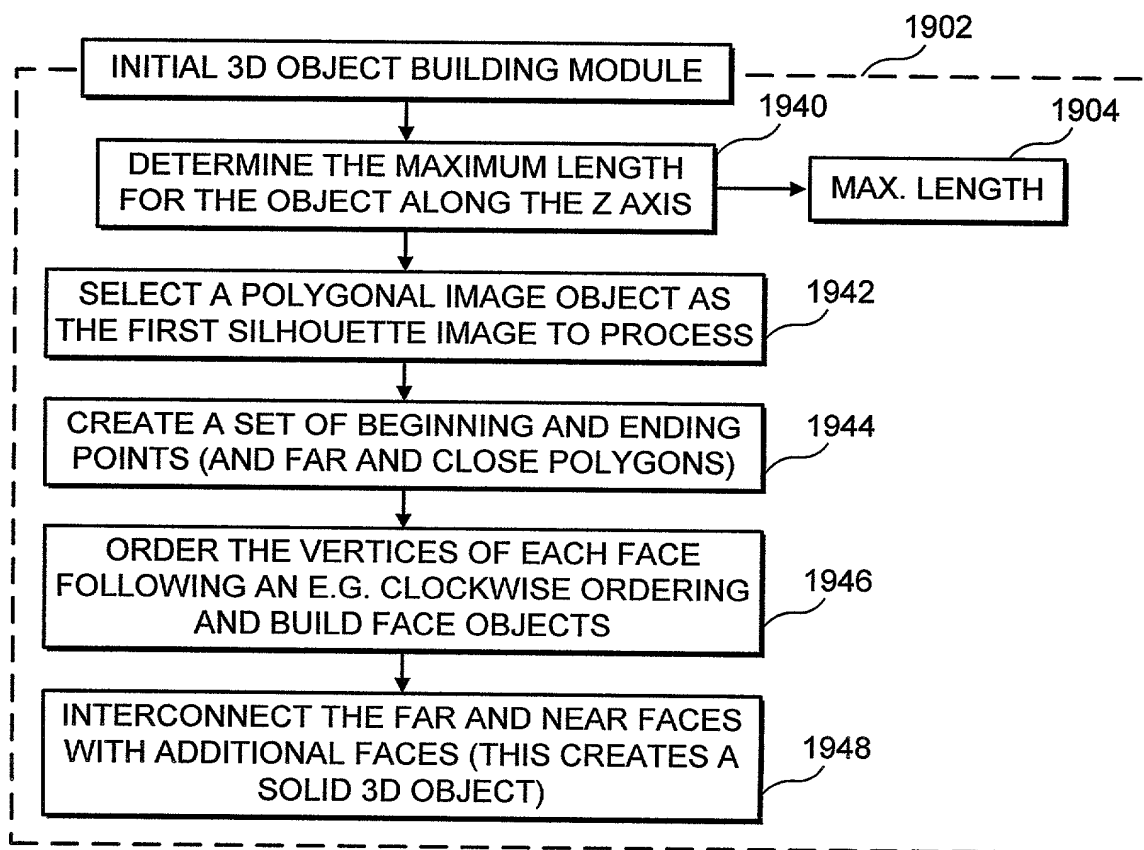 1902
INITIAL 3D OBJECT BUILDING MODULE
1940
1904
DETERMINE THE MAXIMUM LENGTH
FOR THE OBJECT ALONG THE Z AXIS
MAX. LENGTH
SELECT A POLYGONAL IMAGE OBJECT AS
THE FIRST SILHOUETTE IMAGE TO PROCESS
1942
CREATE A SET OF BEGINNING AND ENDING
POINTS (AND FAR AND CLOSE POLYGONS)
1944
ORDER THE VERTICES OF EACH FACE
FOLLOWING AN E.G. CLOCKWISE ORDERING
AND BUILD FACE OBJECTS
1946
INTERCONNECT THE FAR AND NEAR FACES
WITH ADDITIONAL FACES (THIS CREATES A
SOLID 3D OBJECT)
1948